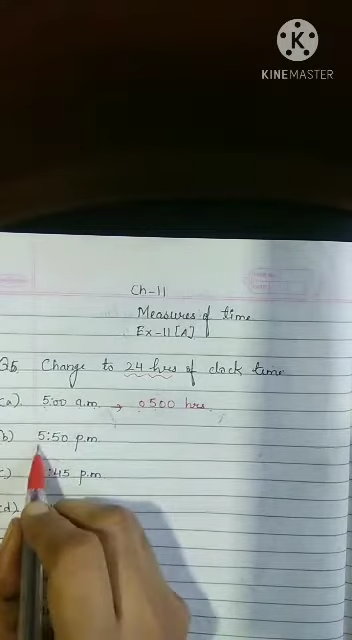 K
KINEMASTER
Ch-11
Measures of time
Ex-11[A]
Q5. Change to 24 hrs of clock time
(a). 5:00 a.m. → 0500 hrs.
b) 5:50 p.m
c) :45 p.m
(d)